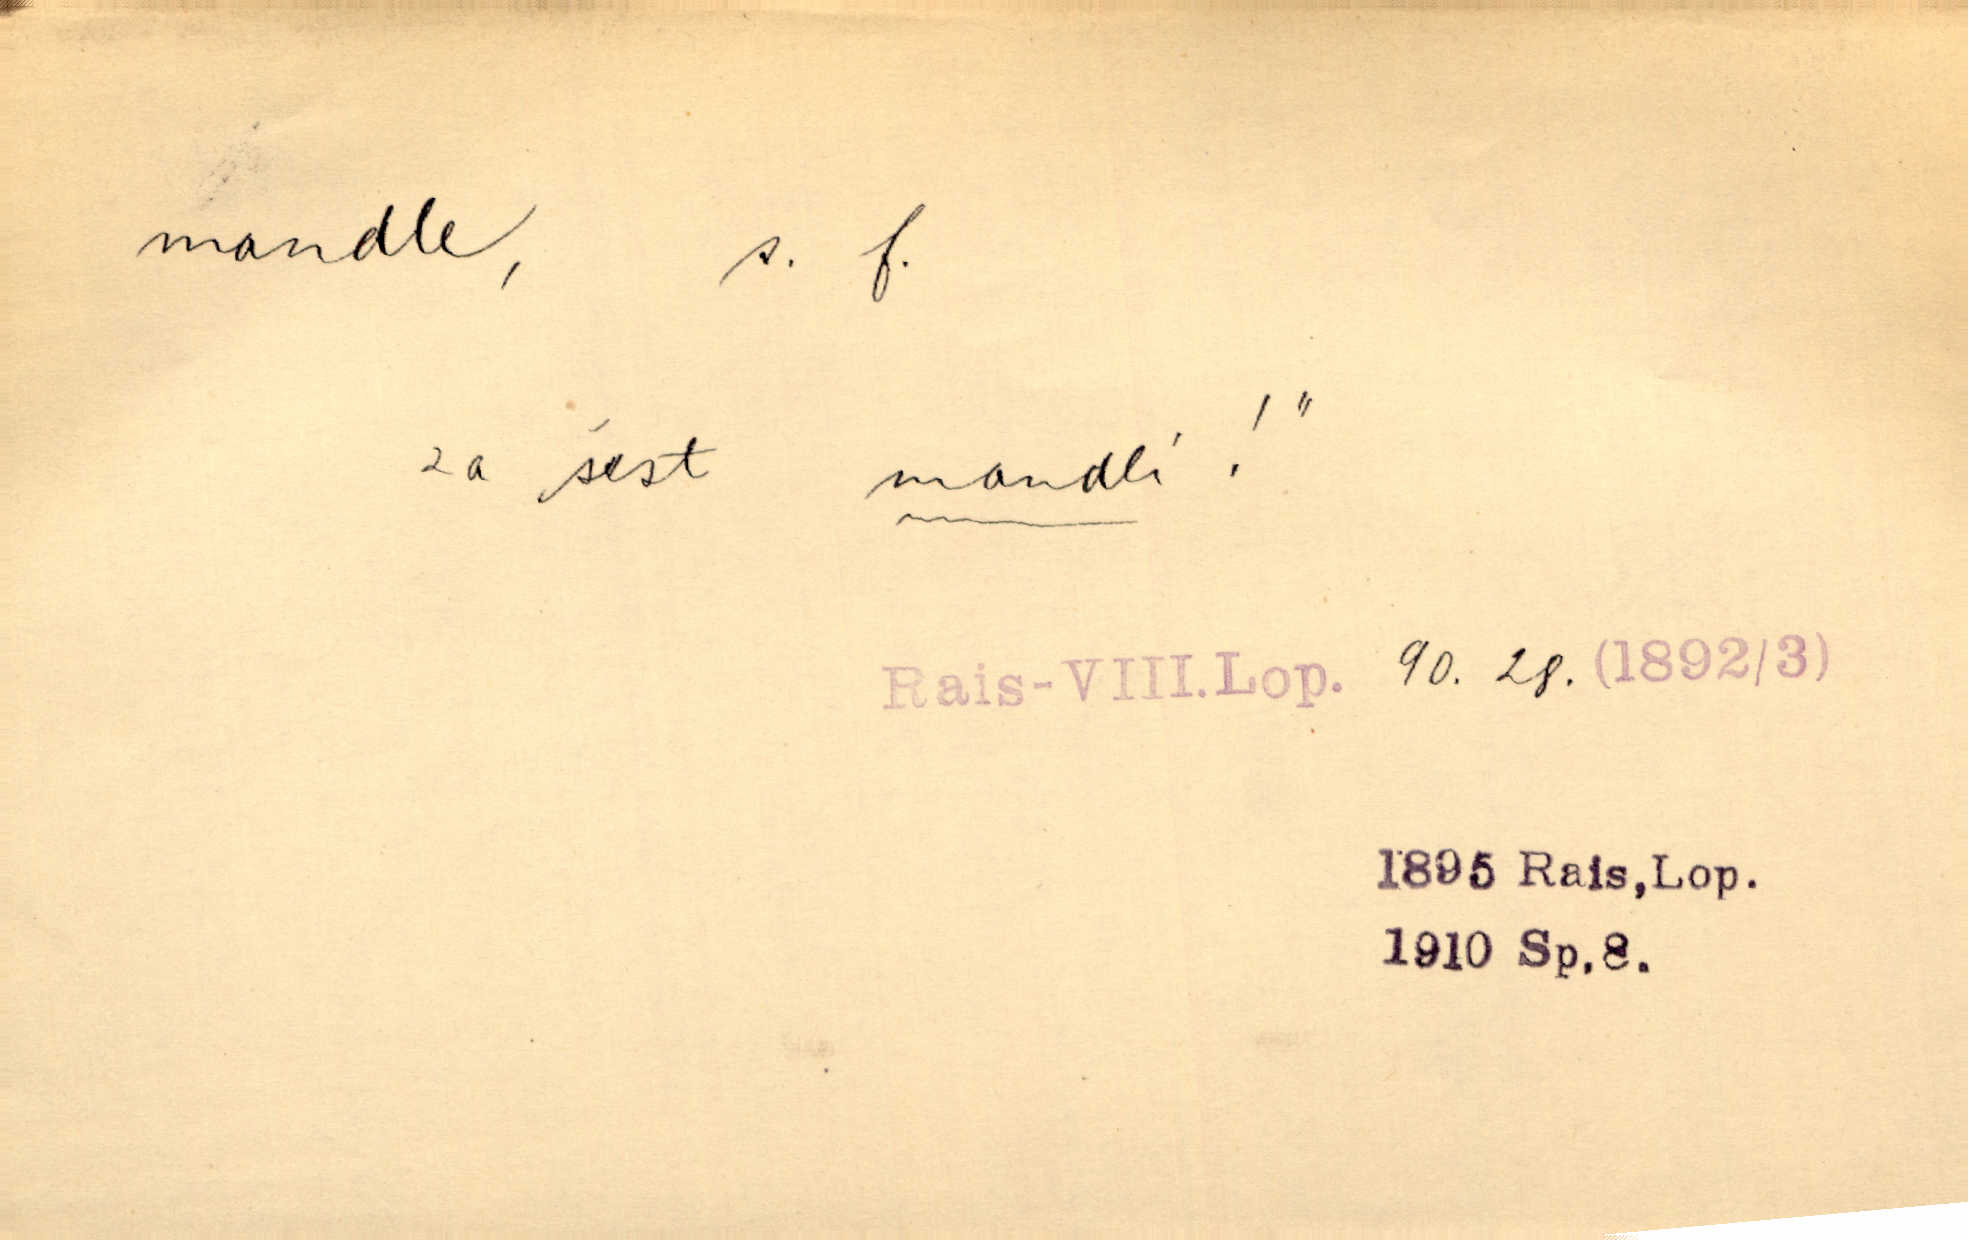 mandle, s. f.
za šest mandlí!"
Rais-VIII.Lop. 90. 28. (1892/3)
1895 Rais,Lop.
1910 Sp.8.